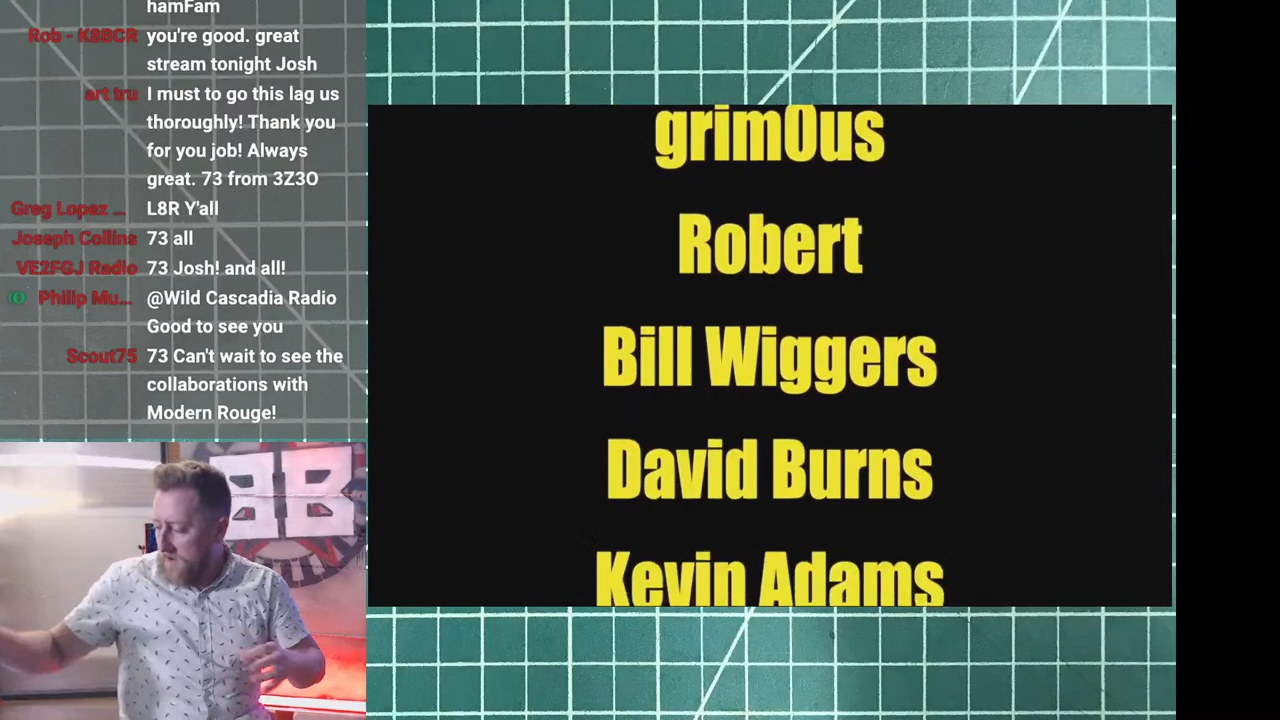 hamFam
Rob - K8BCR
you're good. great
stream tonight Josh
art tru
I must to go this lag us
thoroughly! Thank you
for you job! Always
great. 73 from 3Z3O
Greg Lopez ...
L8R Y'all
Joseph Collins
73 all
VE2FGJ Radio
73 Josh! and all!
Philip Mu...
@Wild Cascadia Radio
Good to see you
Scout75
73 Can't wait to see the
collaborations with
Modern Rouge!
grim0us
Robert
Bill Wiggers
David Burns
Kevin Adams